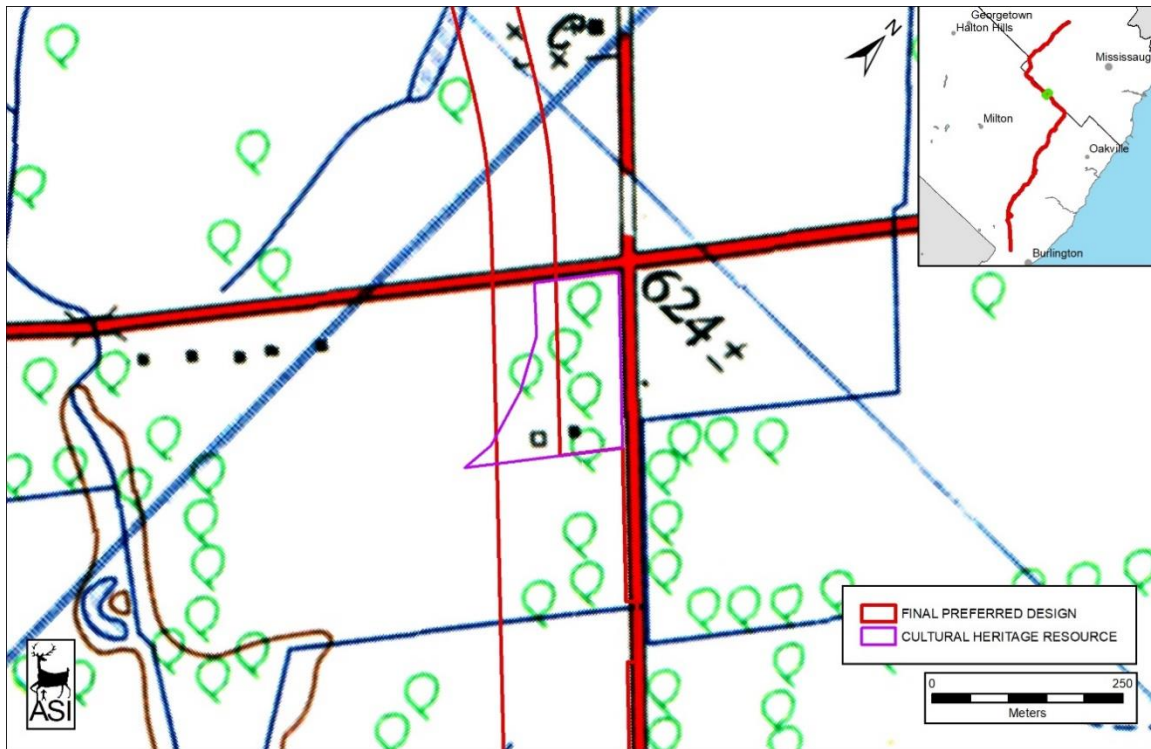 N
Georgetown
Halton Hills
Mississaug
Milton
Oakville
Burlington
624
FINAL PREFERRED DESIGN
CULTURAL HERITAGE RESOURCE
0 250
Meters
ASI